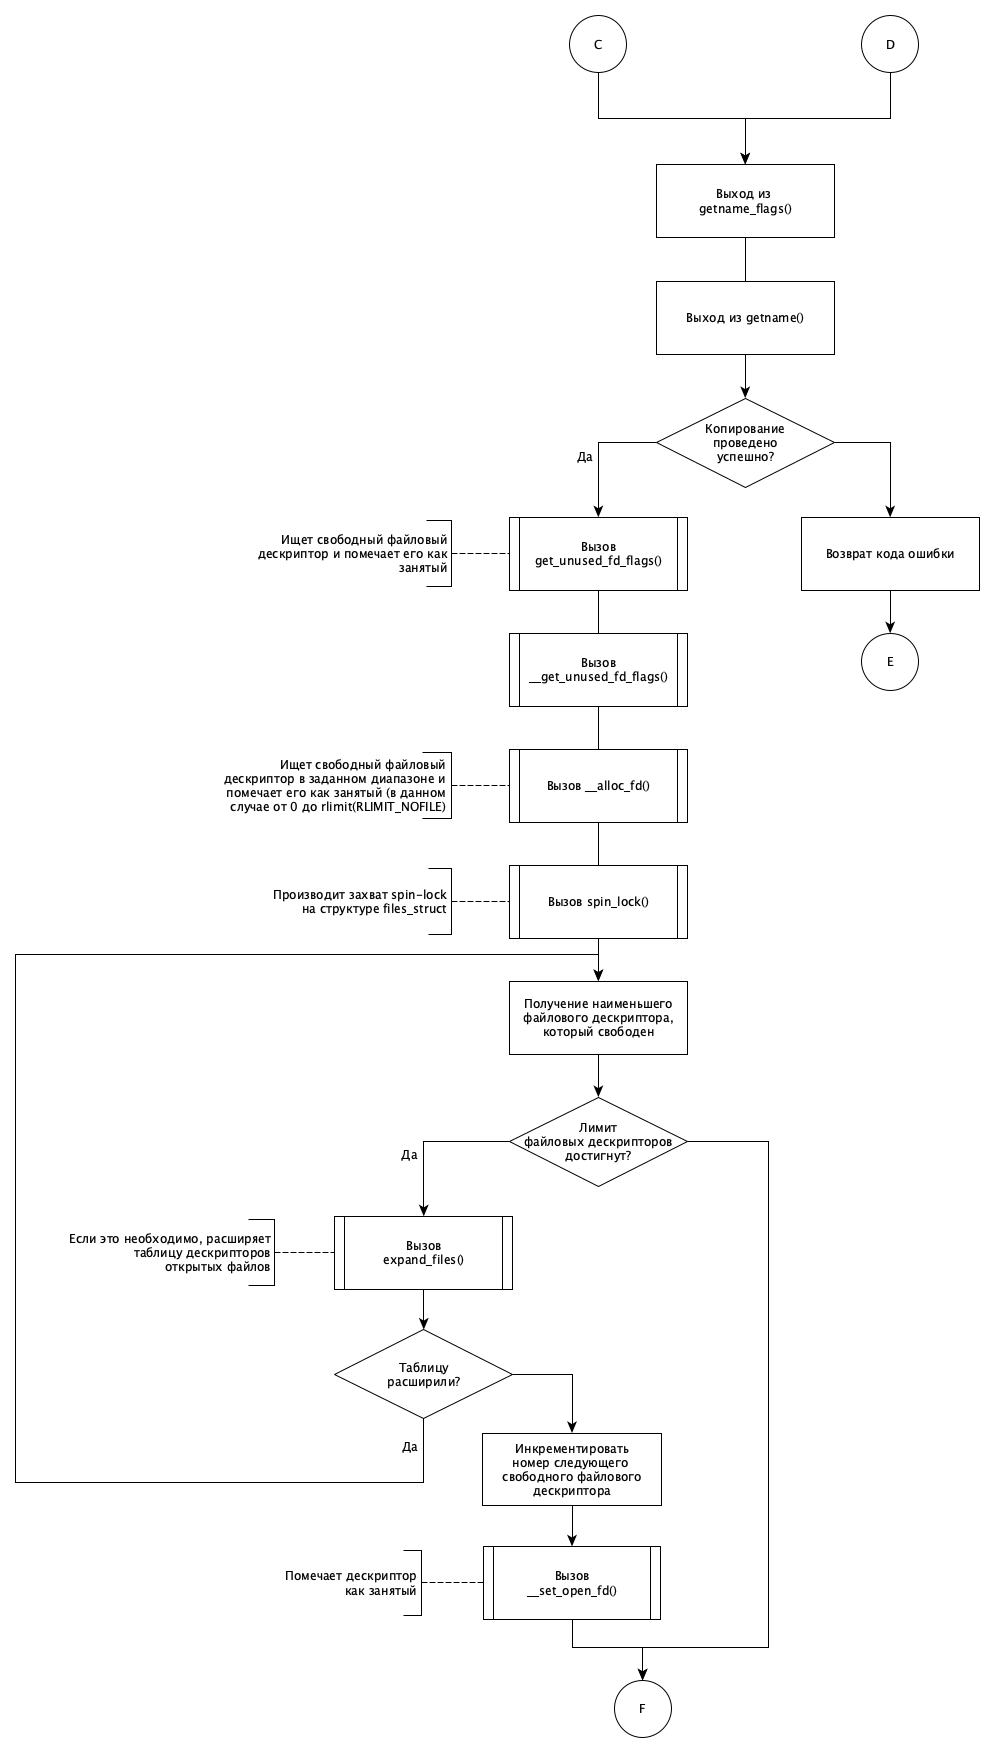 C
D
Выход из
getname_flags()
Выход из getname()
Копирование
проведено
успешно?
Да
Ищет свободный файловый
дескриптор и помечает его как
занятый
Вызов
get_unused_fd_flags()
Возврат кода ошибки
Вызов
__get_unused_fd_flags()
E
Ищет свободный файловый
дескриптор в заданном диапазоне и
помечает его как занятый (в данном
случае от 0 до rlimit(RLIMIT_NOFILE)
Вызов __alloc_fd()
Производит захват spin-lock
на структуре files_struct
Вызов spin_lock()
Получение наименьшего
файлового дескриптора,
который свободен
Лимит
файловых дескрипторов
достигнут?
Да
Если это необходимо, расширяет
таблицу дескрипторов
открытых файлов
Вызов
expand_files()
Таблицу
расширили?
Да
Инкрементировать
номер следующего
свободного файлового
дескриптора
Помечает дескриптор
как занятый
Вызов
__set_open_fd()
F